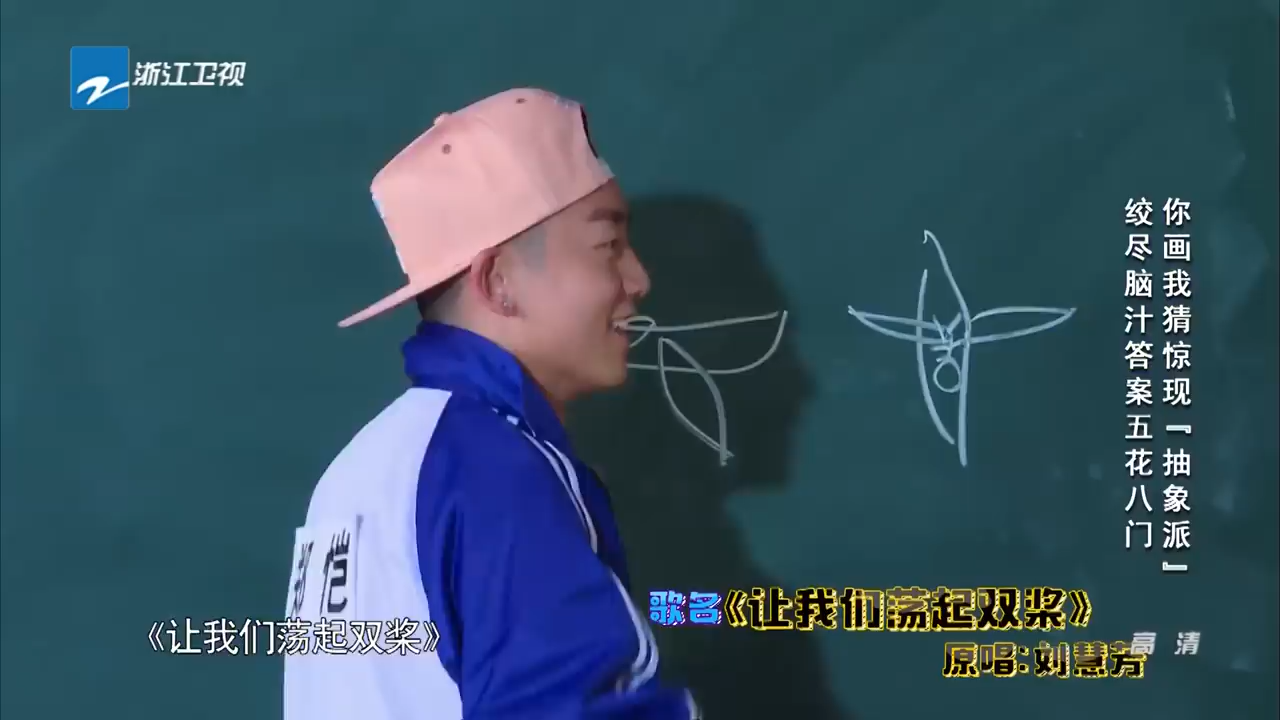 浙江卫视
你画我猜惊现『抽象派』
绞尽脑汁答案五花八门
郑恺
歌名《让我们荡起双桨》
《让我们荡起双桨》
原唱:刘慧芳
高清